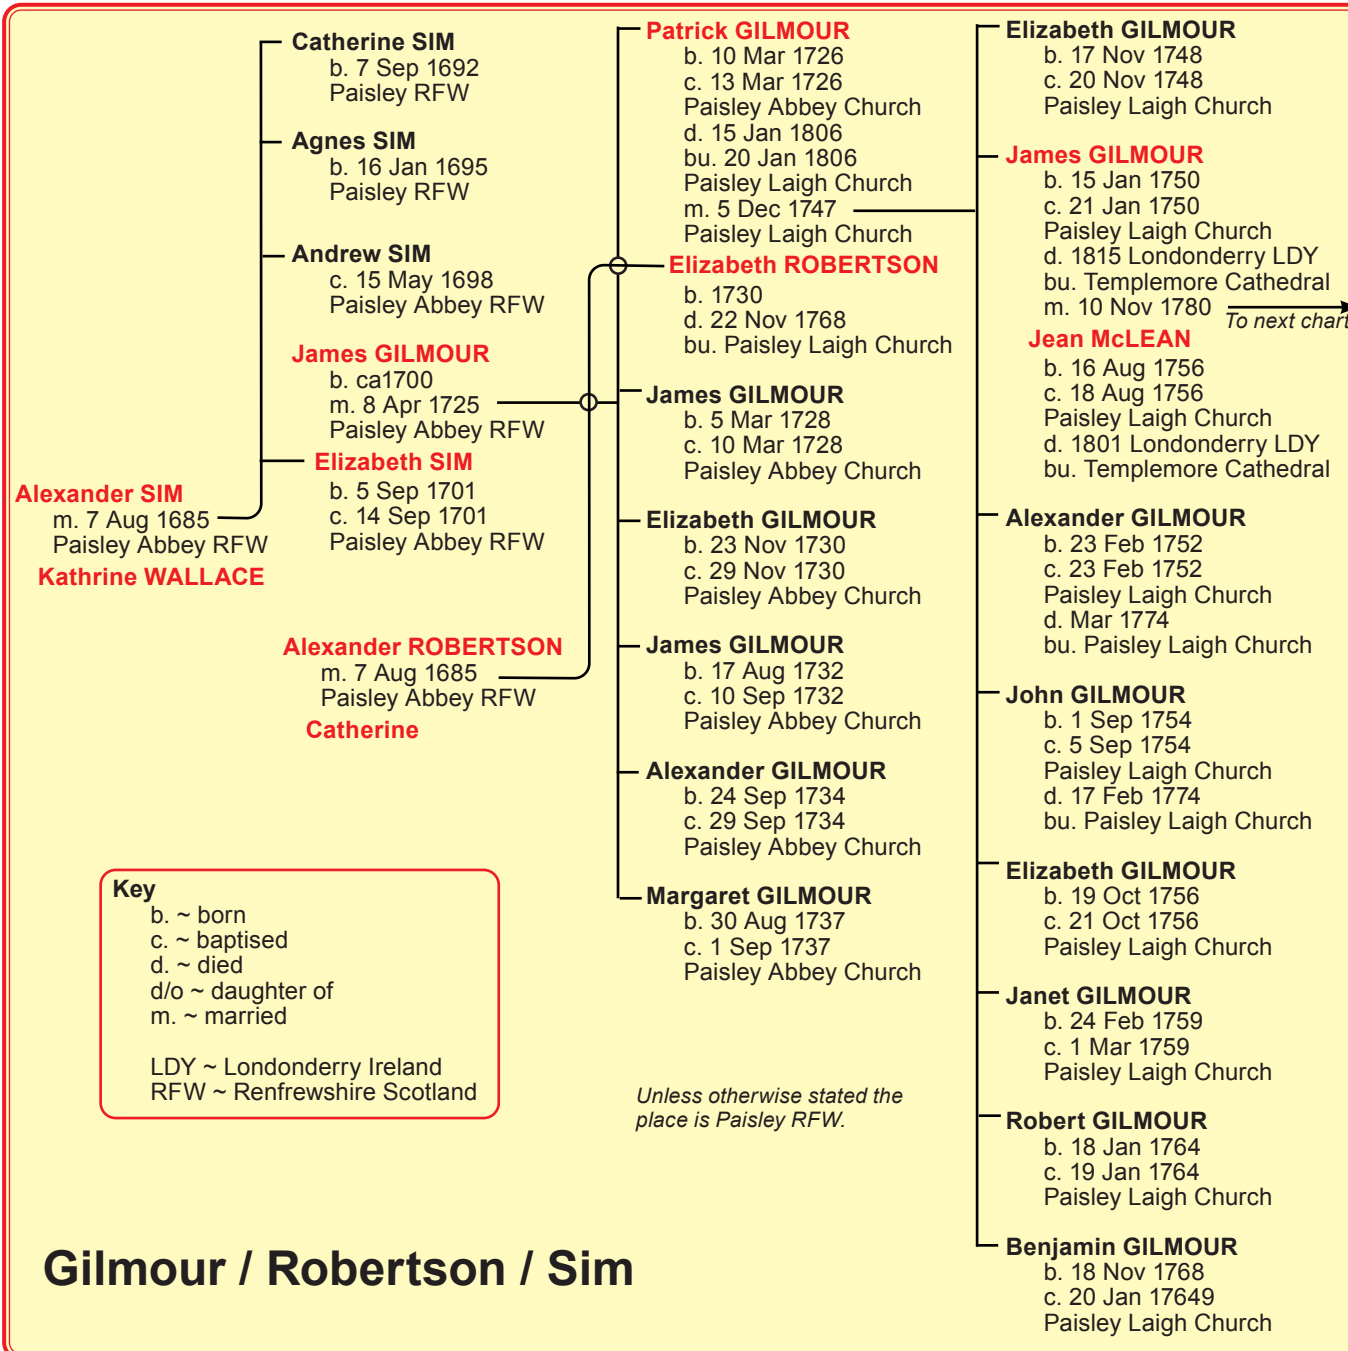 Catherine SIM
b. 7 Sep 1692
Paisley RFW
Agnes SIM
b. 16 Jan 1695
Paisley RFW
Andrew SIM
c. 15 May 1698
Paisley Abbey RFW
James GILMOUR
b. ca1700
m. 8 Apr 1725
Paisley Abbey RFW
Elizabeth SIM
b. 5 Sep 1701
c. 14 Sep 1701
Paisley Abbey RFW
Alexander SIM
m. 7 Aug 1685
Paisley Abbey RFW
Kathrine WALLACE
Alexander ROBERTSON
m. 7 Aug 1685
Paisley Abbey RFW
Catherine
Patrick GILMOUR
b. 10 Mar 1726
c. 13 Mar 1726
Paisley Abbey Church
d. 15 Jan 1806
bu. 20 Jan 1806
Paisley Laigh Church
m. 5 Dec 1747
Paisley Laigh Church
Elizabeth ROBERTSON
b. 1730
d. 22 Nov 1768
bu. Paisley Laigh Church
James GILMOUR
b. 5 Mar 1728
c. 10 Mar 1728
Paisley Abbey Church
Elizabeth GILMOUR
b. 23 Nov 1730
c. 29 Nov 1730
Paisley Abbey Church
James GILMOUR
b. 17 Aug 1732
c. 10 Sep 1732
Paisley Abbey Church
Alexander GILMOUR
b. 24 Sep 1734
c. 29 Sep 1734
Paisley Abbey Church
Margaret GILMOUR
b. 30 Aug 1737
c. 1 Sep 1737
Paisley Abbey Church
Elizabeth GILMOUR
b. 17 Nov 1748
c. 20 Nov 1748
Paisley Laigh Church
James GILMOUR
b. 15 Jan 1750
c. 21 Jan 1750
Paisley Laigh Church
d. 1815 Londonderry LDY
bu. Templemore Cathedral
m. 10 Nov 1780
To next chart
Jean McLEAN
b. 16 Aug 1756
c. 18 Aug 1756
Paisley Laigh Church
d. 1801 Londonderry LDY
bu. Templemore Cathedral
Alexander GILMOUR
b. 23 Feb 1752
c. 23 Feb 1752
Paisley Laigh Church
d. Mar 1774
bu. Paisley Laigh Church
John GILMOUR
b. 1 Sep 1754
c. 5 Sep 1754
Paisley Laigh Church
d. 17 Feb 1774
bu. Paisley Laigh Church
Elizabeth GILMOUR
b. 19 Oct 1756
c. 21 Oct 1756
Paisley Laigh Church
Janet GILMOUR
b. 24 Feb 1759
c. 1 Mar 1759
Paisley Laigh Church
Robert GILMOUR
b. 18 Jan 1764
c. 19 Jan 1764
Paisley Laigh Church
Benjamin GILMOUR
b. 18 Nov 1768
c. 20 Jan 17649
Paisley Laigh Church
Key
b. ~ born
c. ~ baptised
d. ~ died
d/o ~ daughter of
m. ~ married
LDY ~ Londonderry Ireland
RFW ~ Renfrewshire Scotland
Unless otherwise stated the
place is Paisley RFW.
Gilmour / Robertson / Sim